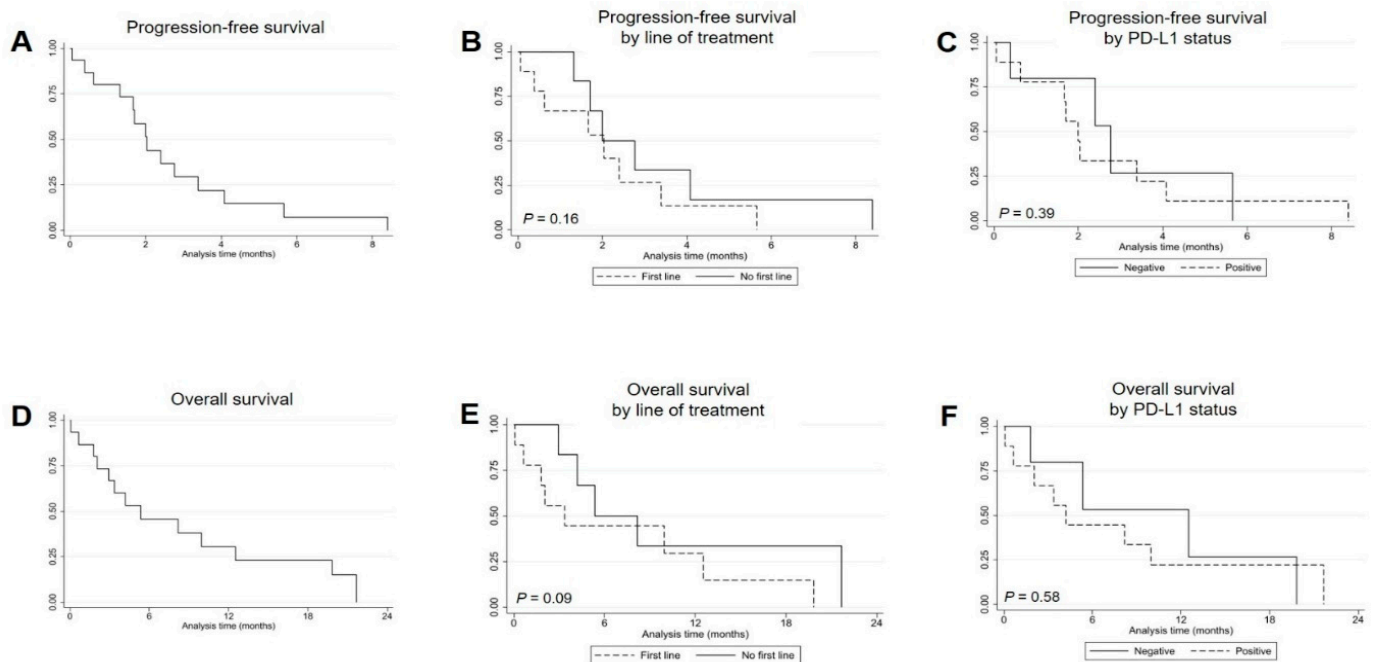 A
Progression-free survival
1.00
0.75
0.50
0.25
0.00
0 2 4 6 8
Analysis time (months)
B
Progression-free survival
by line of treatment
1.00
0.75
0.50
0.25
0.00
P = 0.16
0 2 4 6 8
Analysis time (months)
First line No first line
C
Progression-free survival
by PD-L1 status
1.00
0.75
0.50
0.25
0.00
P = 0.39
0 2 4 6 8
Analysis time (months)
Negative Positive
D
Overall survival
1.00
0.75
0.50
0.25
0.00
0 6 12 18 24
Analysis time (months)
E
Overall survival
by line of treatment
1.00
0.75
0.50
0.25
0.00
P = 0.09
0 6 12 18 24
Analysis time (months)
First line No first line
F
Overall survival
by PD-L1 status
1.00
0.75
0.50
0.25
0.00
P = 0.58
0 6 12 18 24
Analysis time (months)
Negative Positive